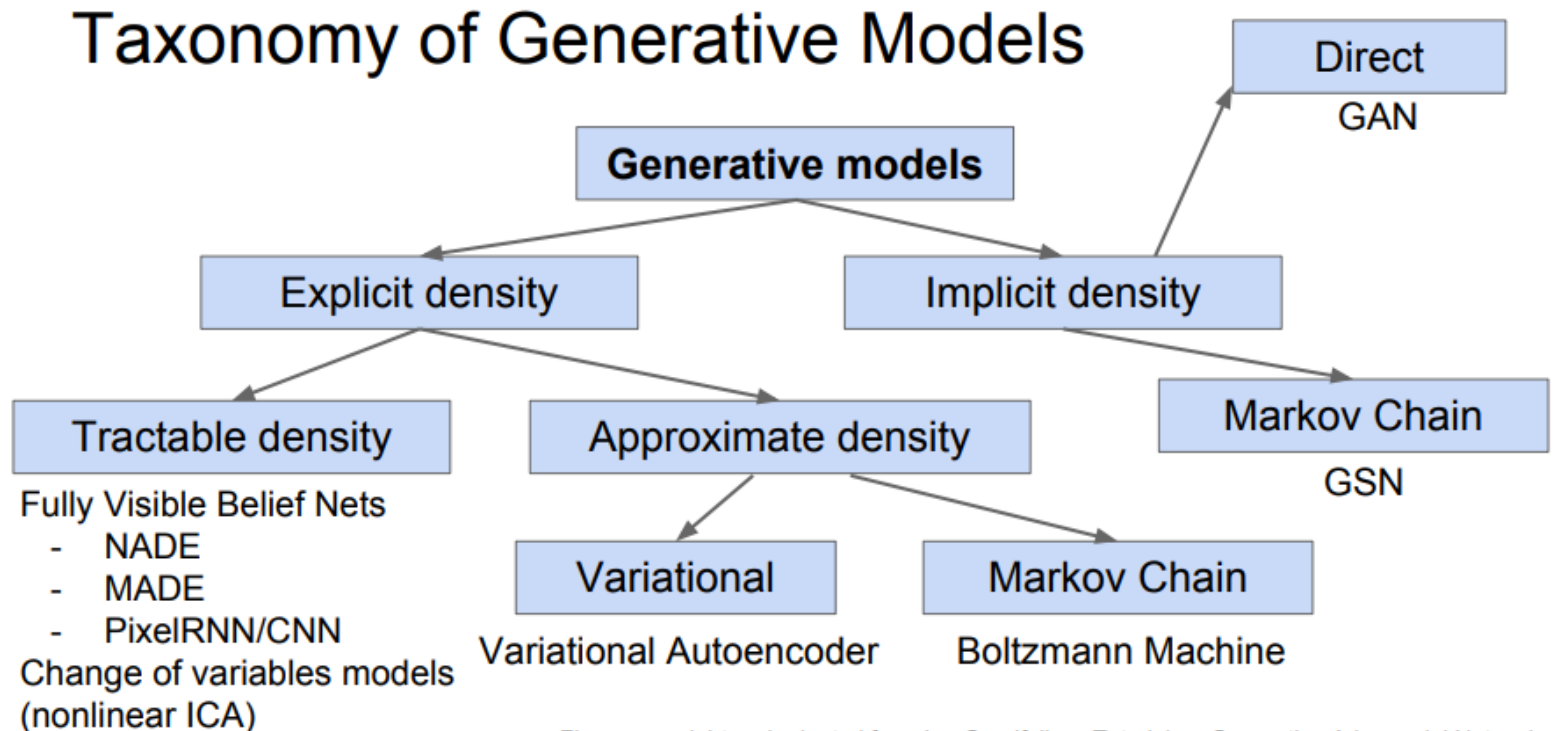 Taxonomy of Generative Models
Direct
GAN
Generative models
Explicit density
Implicit density
Tractable density
Approximate density
Markov Chain
GSN
Fully Visible Belief Nets
- NADE
- MADE
- PixelRNN/CNN
Change of variables models
(nonlinear ICA)
Variational
Markov Chain
Variational Autoencoder
Boltzmann Machine